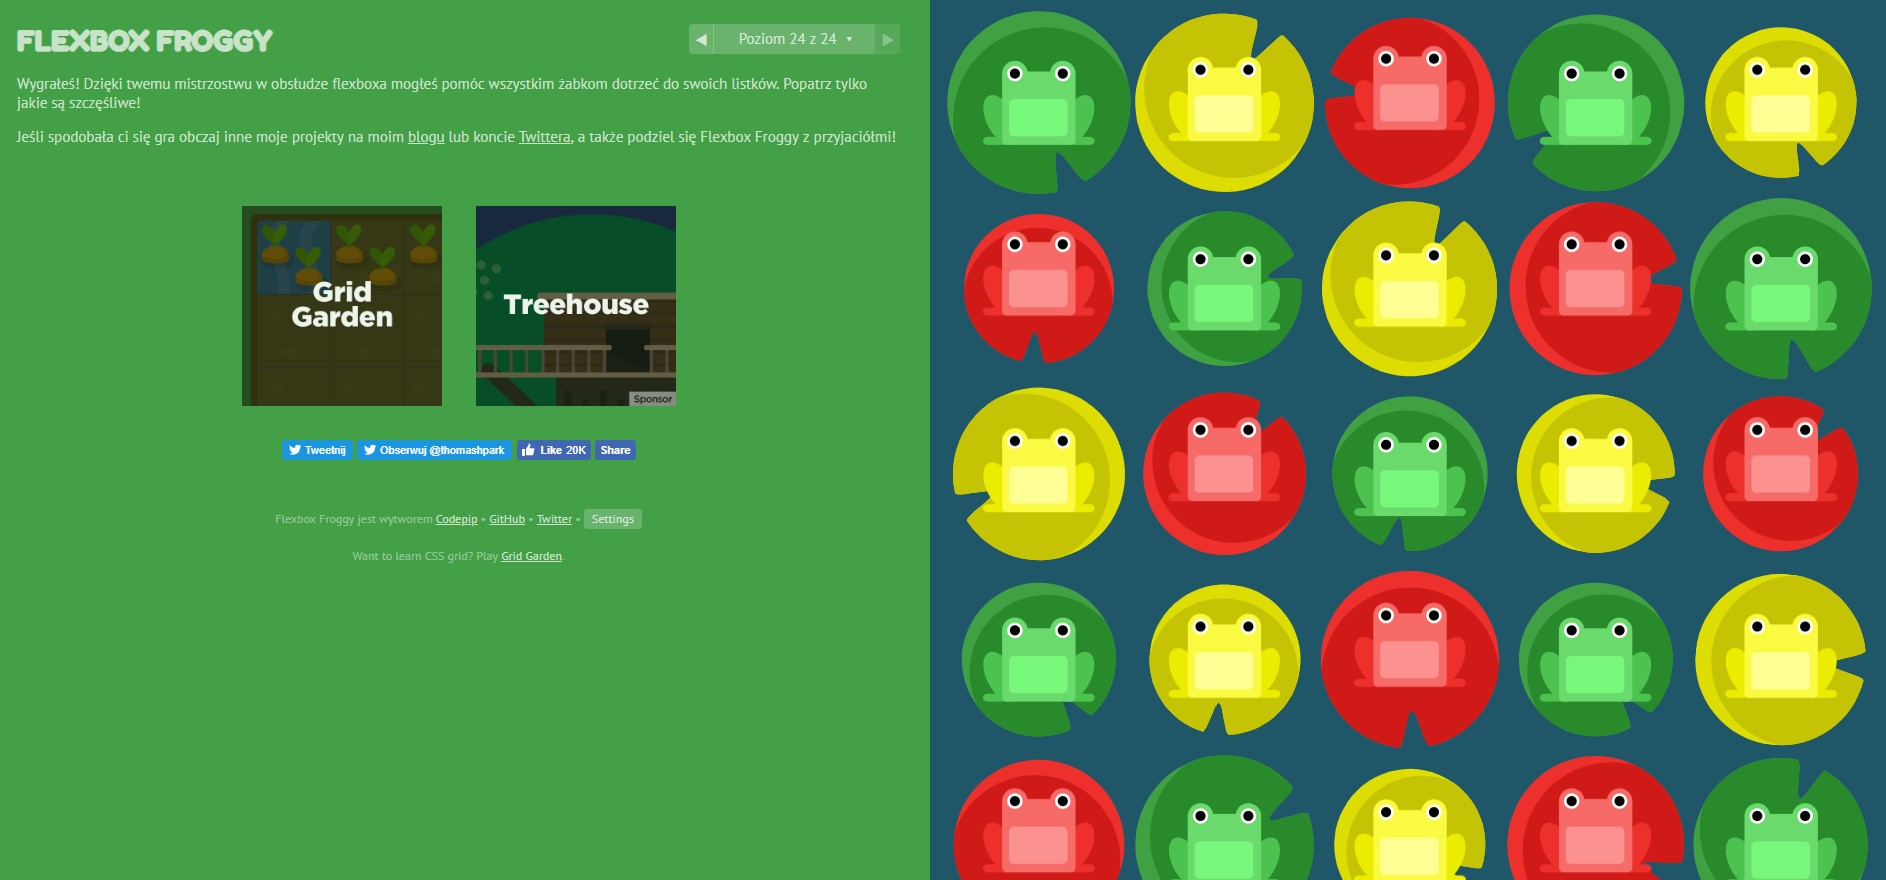 FLEXBOX FROGGY
◀ Poziom 24 z 24 ▾ ▶
Wygrałeś! Dzięki twemu mistrzostwu w obsłudze flexboxa mogłeś pomóc wszystkim żabkom dotrzeć do swoich listków. Popatrz tylko
jakie są szczęśliwe!
Jeśli spodobała ci się gra obczaj inne moje projekty na moim blogu lub koncie Twittera, a także podziel się Flexbox Froggy z przyjaciółmi!
Grid
Garden
Treehouse
Sponsor
Tweetnij Obserwuj @thomashpark Like 20K Share
Flexbox Froggy jest wytworem Codepip • GitHub • Twitter • Settings
Want to learn CSS grid? Play Grid Garden.